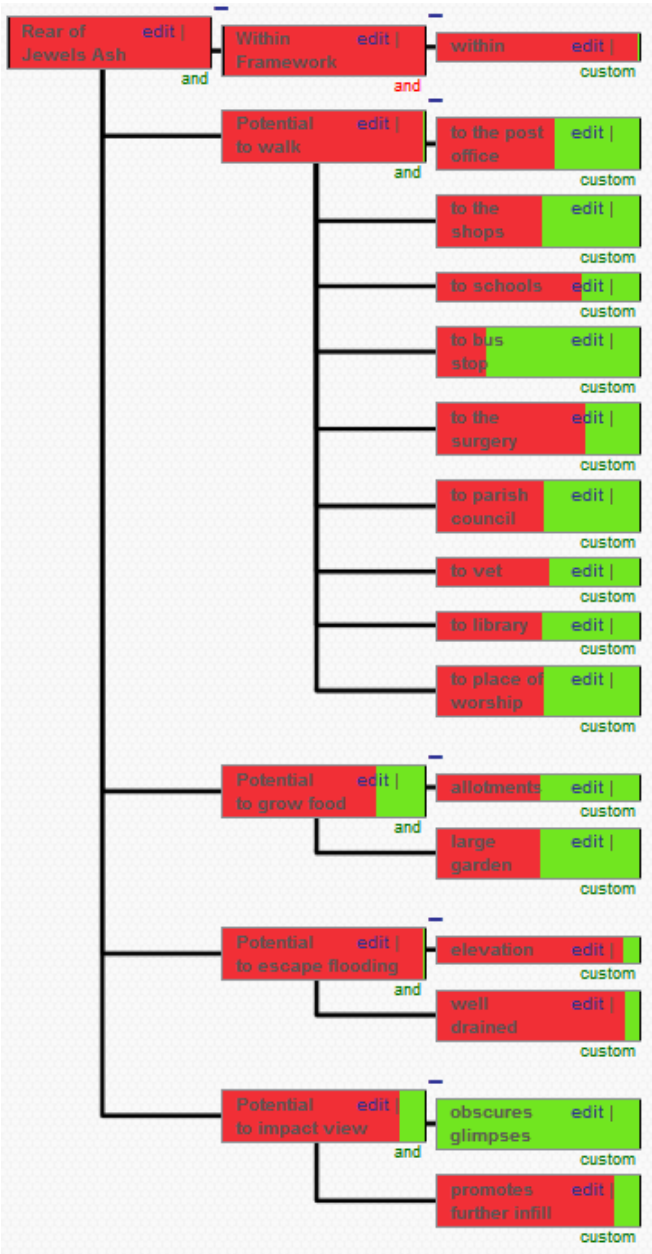 Rear of edit |
Jewels Ash
and
Within edit |
Framework
and
within edit |
custom
Potential edit |
to walk
and
to the post edit |
office
custom
to the edit |
shops
custom
to schools edit |
custom
to bus edit |
stop
custom
to the edit |
surgery
custom
to parish edit |
council
custom
to vet edit |
custom
to library edit |
custom
to place of edit |
worship
custom
Potential edit |
to grow food
and
allotments edit |
custom
large edit |
garden
custom
Potential edit |
to escape flooding
and
elevation edit |
custom
well edit |
drained
custom
Potential edit |
to impact view
and
obscures edit |
glimpses
custom
promotes edit |
further infill
custom